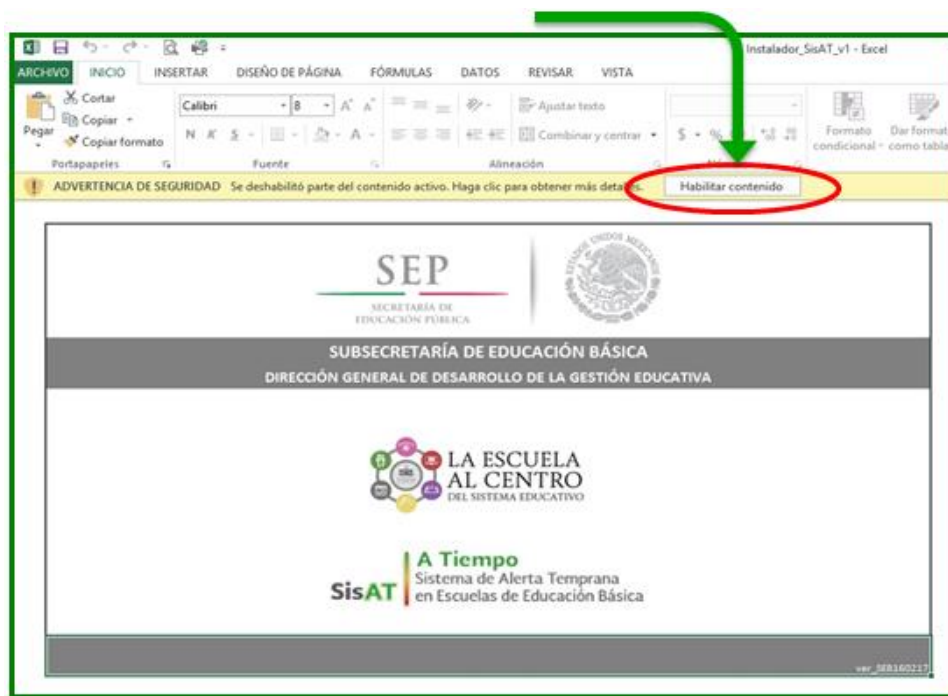 Instalador_SisAT_v1 - Excel
ARCHIVO INICIO INSERTAR DISEÑO DE PÁGINA FÓRMULAS DATOS REVISAR VISTA
Cortar
Copiar
Copiar formato
Pegar
Calibri 8
N K S
Ajustar texto
Combinar y centrar
$ %
Formato condicional
Dar formato como tabla
Portapapeles Fuente Alineación
ADVERTENCIA DE SEGURIDAD Se deshabilitó parte del contenido activo. Haga clic para obtener más detalles. Habilitar contenido
SEP
SECRETARÍA DE
EDUCACIÓN PÚBLICA
ESTADOS UNIDOS MEXICANOS
SUBSECRETARÍA DE EDUCACIÓN BÁSICA
DIRECCIÓN GENERAL DE DESARROLLO DE LA GESTIÓN EDUCATIVA
LA ESCUELA
AL CENTRO
DEL SISTEMA EDUCATIVO
A Tiempo
SisAT Sistema de Alerta Temprana
en Escuelas de Educación Básica
ver_SEB160217